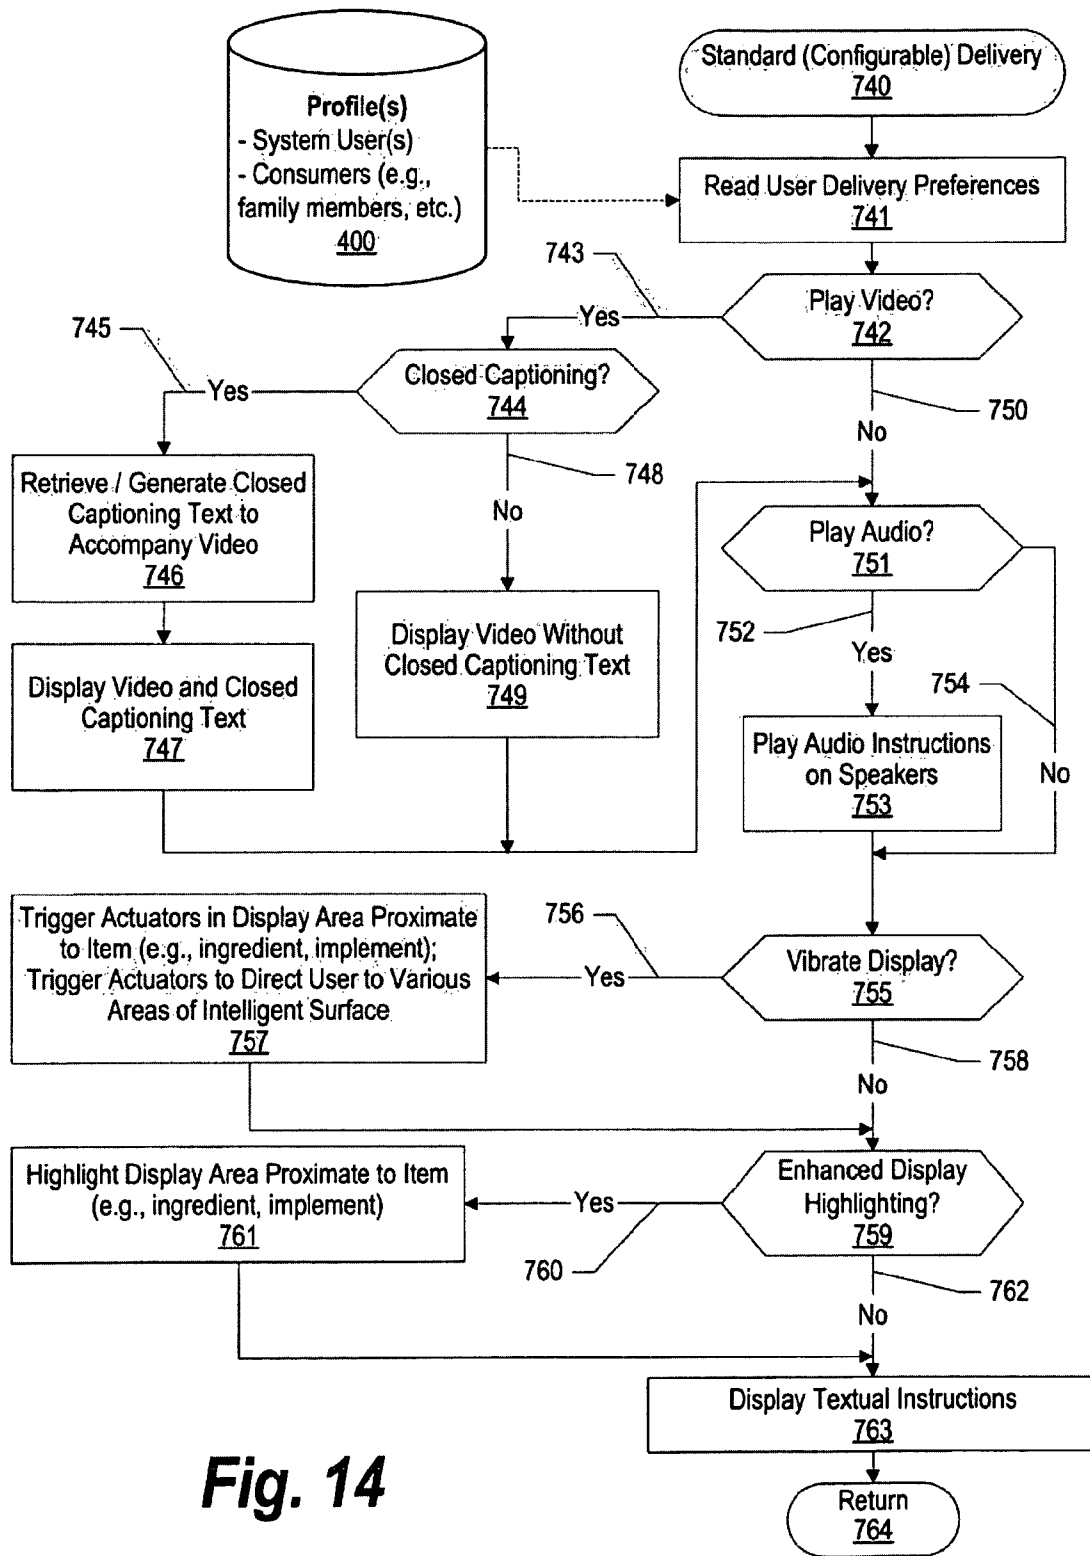 Profile(s)
- System User(s)
- Consumers (e.g.,
family members, etc.)
400
Standard (Configurable) Delivery
740
Read User Delivery Preferences
741
743
Play Video?
742
Yes
745
Closed Captioning?
744
Yes
750
No
748
No
Retrieve / Generate Closed
Captioning Text to
Accompany Video
746
Play Audio?
751
752
Yes
754
Display Video Without
Closed Captioning Text
749
Display Video and Closed
Captioning Text
747
Play Audio Instructions
on Speakers
753
No
Trigger Actuators in Display Area Proximate
to Item (e.g., ingredient, implement);
Trigger Actuators to Direct User to Various
Areas of Intelligent Surface
757
756
Yes
Vibrate Display?
755
758
No
Highlight Display Area Proximate to Item
(e.g., ingredient, implement)
761
Yes
760
Enhanced Display
Highlighting?
759
762
No
Display Textual Instructions
763
Return
764
Fig. 14